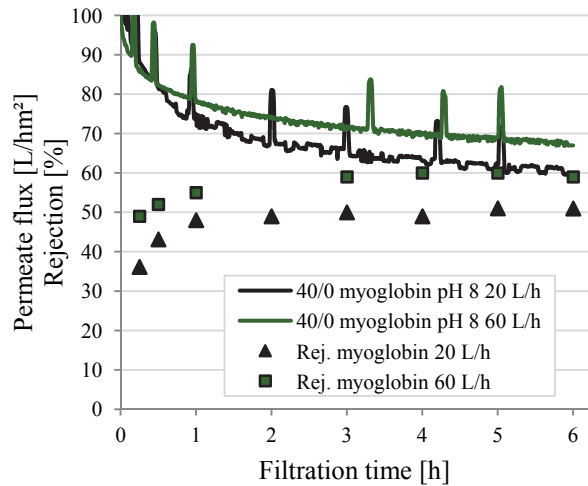 Permeate flux [L/hm²]
Rejection [%]
100
90
80
70
60
50
40
30
20
10
0
40/0 myoglobin pH 8 20 L/h
40/0 myoglobin pH 8 60 L/h
Rej. myoglobin 20 L/h
Rej. myoglobin 60 L/h
0 1 2 3 4 5 6
Filtration time [h]